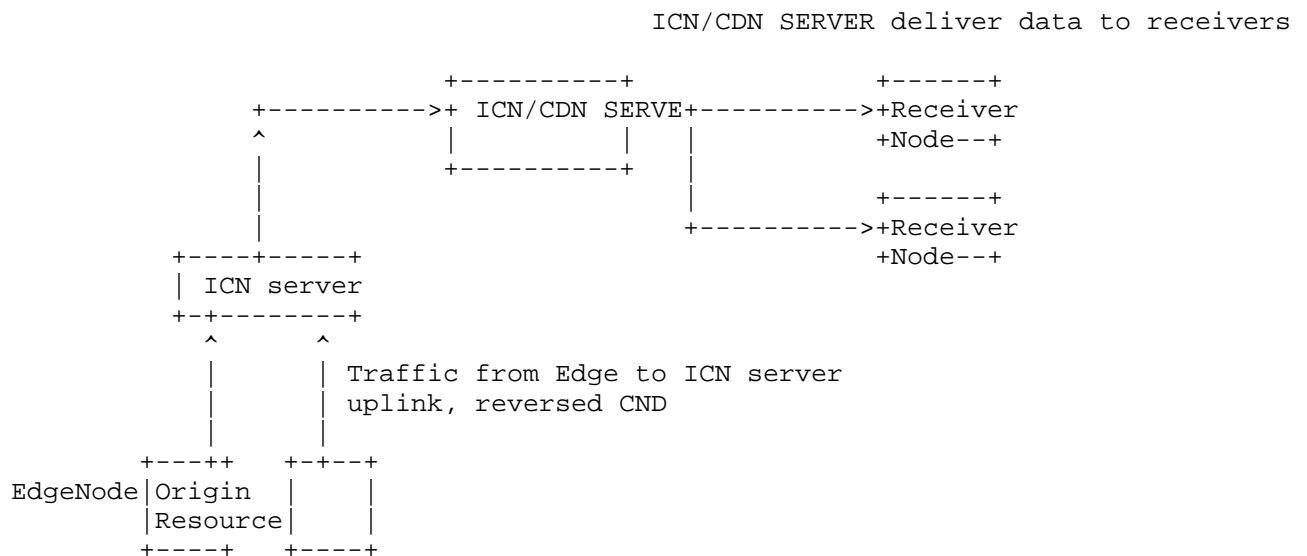 ICN/CDN SERVER deliver data to receivers
ICN/CDN SERVE
Receiver
Node
Receiver
Node
ICN server
Traffic from Edge to ICN server
uplink, reversed CND
EdgeNode
Origin
Resource